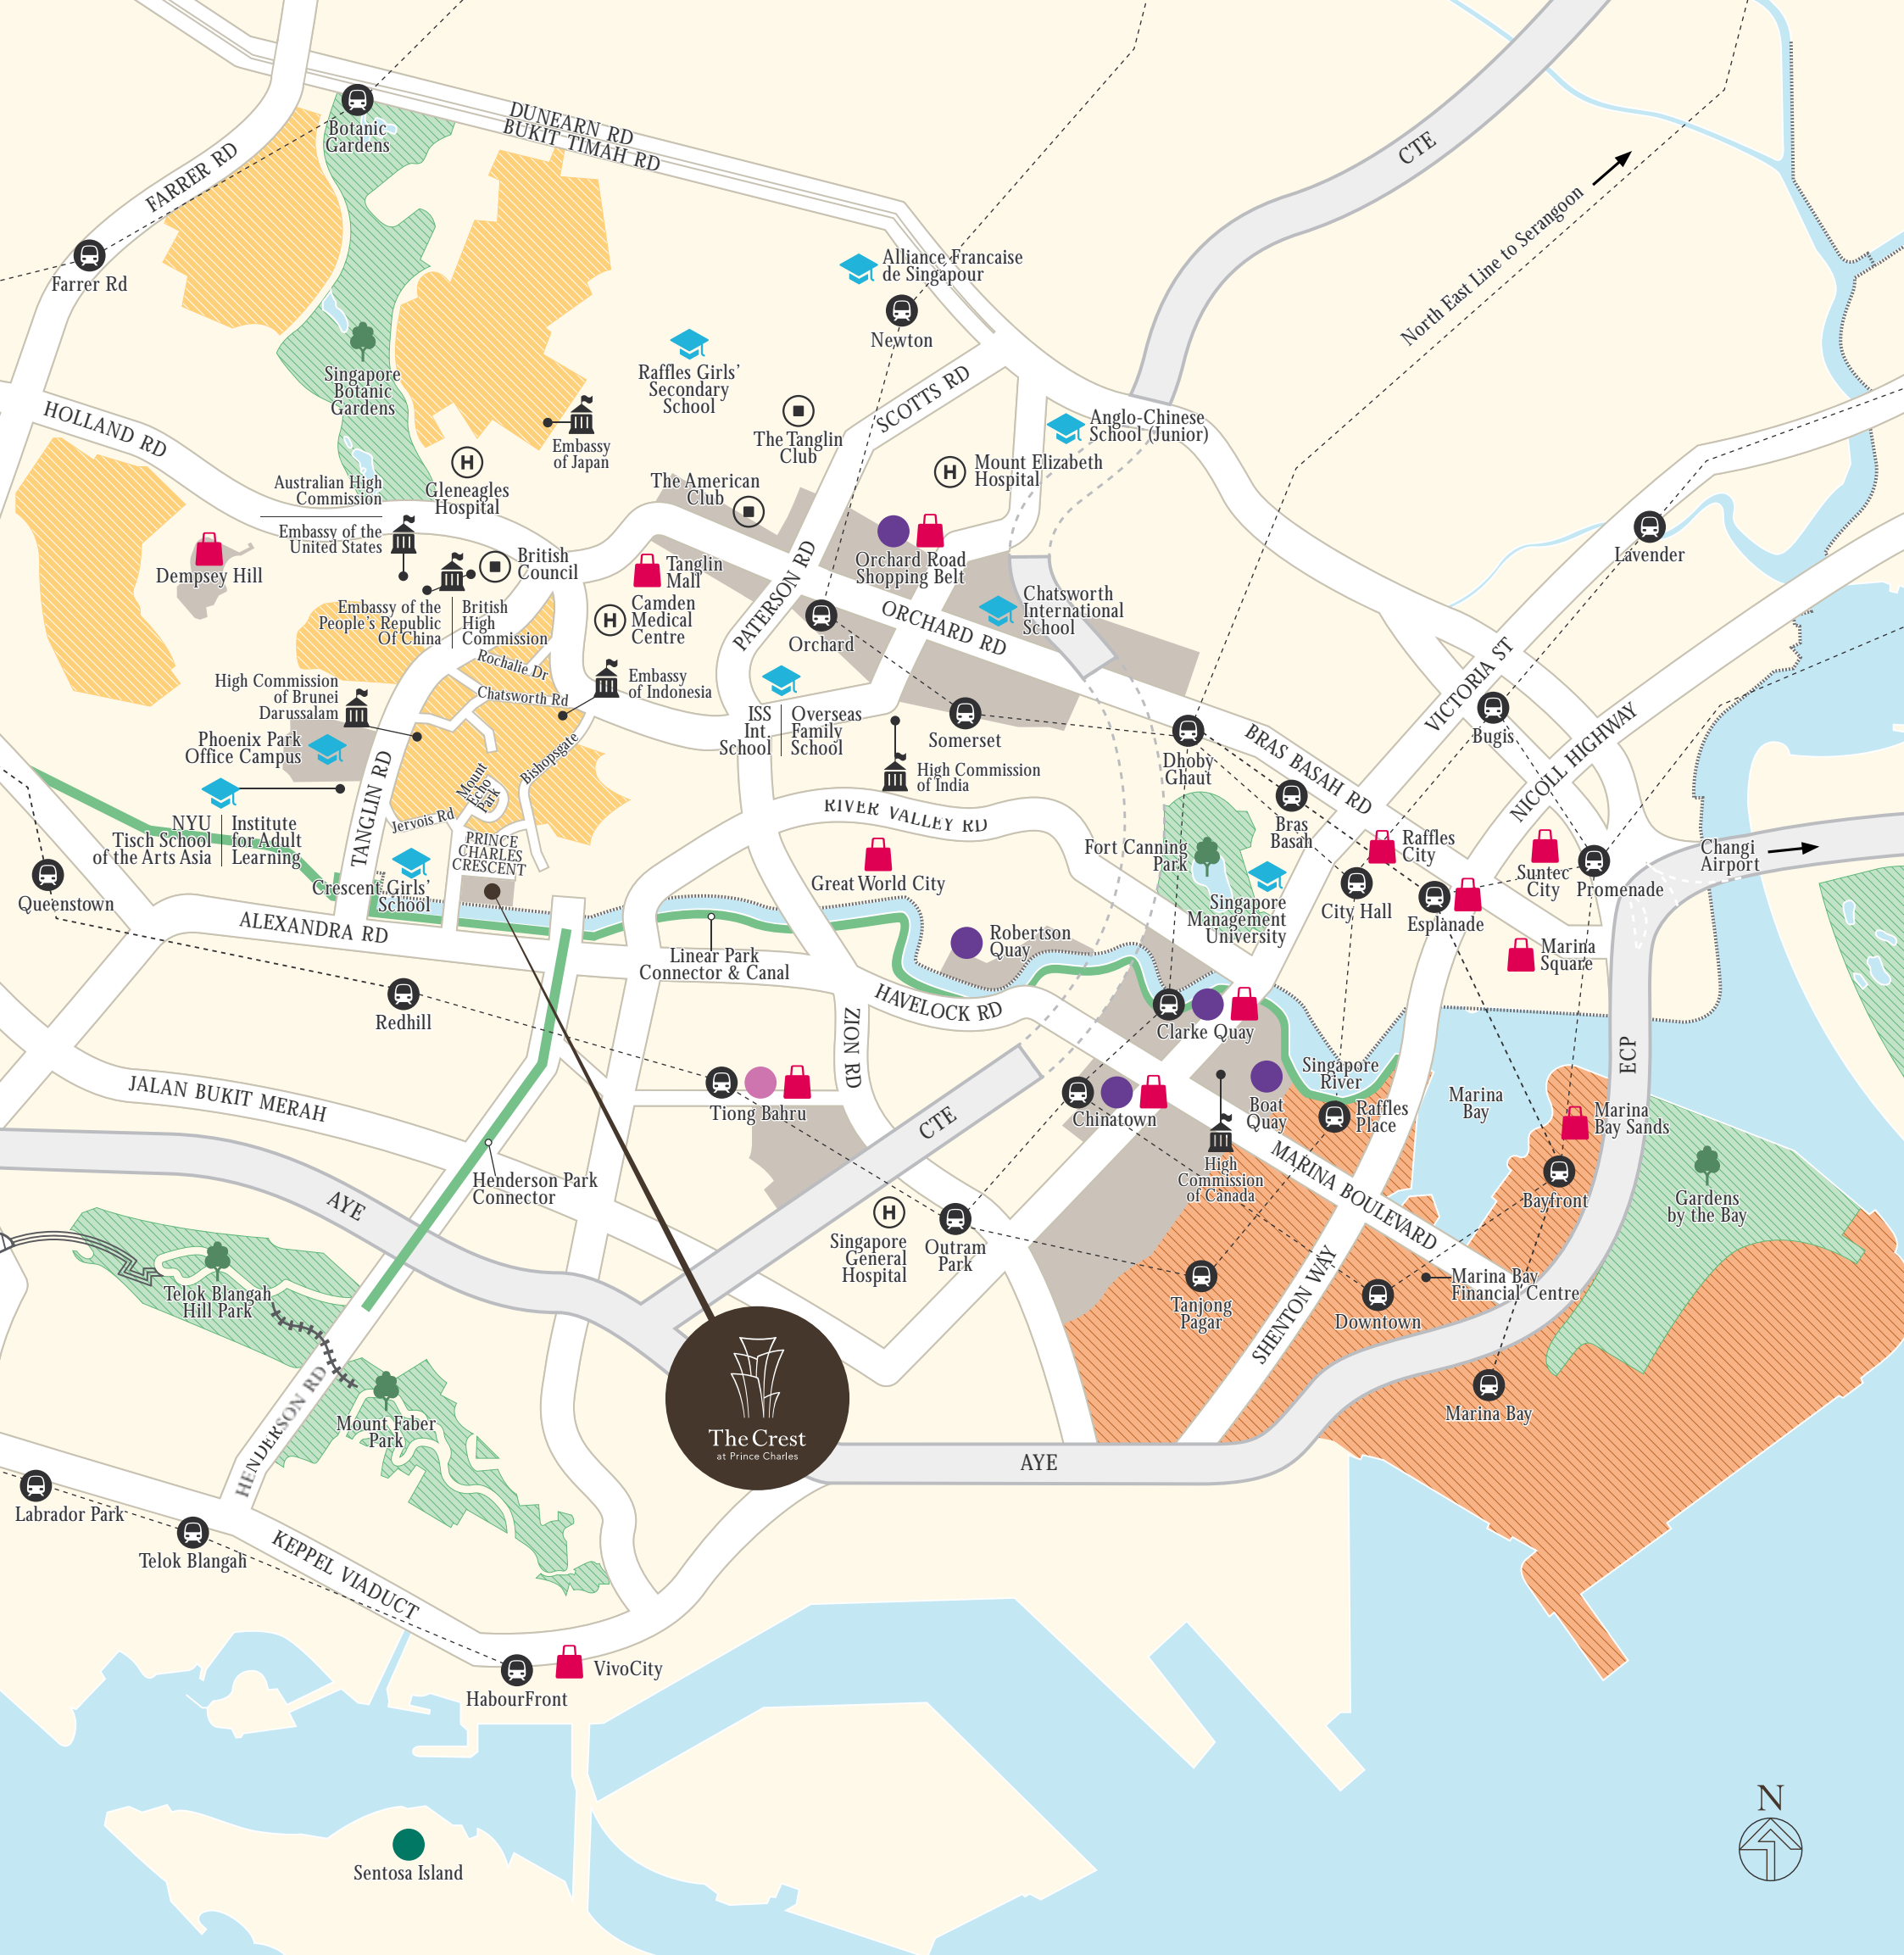 DUNEARN RD
BUKIT TIMAH RD
Botanic
Gardens
FARRER RD
CTE
North East Line to Serangoon
Farrer Rd
Alliance Francaise
de Singapour
Newton
Raffles Girls'
Secondary
School
Singapore
Botanic
Gardens
SCOTTS RD
HOLLAND RD
Embassy
of Japan
The Tanglin
Club
Anglo-Chinese
School (Junior)
Mount Elizabeth
Hospital
Australian High
Commission
Gleneagles
Hospital
The American
Club
Embassy of the
United States
Dempsey Hill
British
Council
Tanglin
Mall
Orchard Road
Shopping Belt
Lavender
PATERSON RD
Embassy of the
People's Republic
Of China
British
High
Commission
Camden
Medical
Centre
Chatsworth
International
School
ORCHARD RD
Orchard
Rochalie Dr
Chatsworth Rd
Embassy
of Indonesia
High Commission
of Brunei
Darussalam
VICTORIA ST
Phoenix Park
Office Campus
ISS
Int.
School
Overseas
Family
School
Somerset
Bugis
NICOLL HIGHWAY
Dhoby
Ghaut
BRAS BASAH RD
Bishopsgate
Mount
Echo
Park
High Commission
of India
TANGLIN RD
Jervois Rd
RIVER VALLEY RD
NYU
Tisch School
of the Arts Asia
Institute
for Adult
Learning
PRINCE
CHARLES
CRESCENT
Bras
Basah
Raffles
City
Fort Canning
Park
Changi
Airport
Queenstown
Crescent Girls'
School
Great World City
Suntec
City
Promenade
Singapore
Management
University
City Hall
Esplanade
ALEXANDRA RD
Linear Park
Connector & Canal
Robertson
Quay
Marina
Square
Redhill
HAVELOCK RD
ZION RD
Clarke Quay
ECP
JALAN BUKIT MERAH
Tiong Bahru
Singapore
River
Marina
Bay
Chinatown
Boat
Quay
Raffles
Place
Marina
Bay Sands
CTE
High
Commission
of Canada
MARINA BOULEVARD
Henderson Park
Connector
AYE
Bayfront
Gardens
by the Bay
Singapore
General
Hospital
Outram
Park
Telok Blangah
Hill Park
Tanjong
Pagar
SHENTON WAY
Marina Bay
Financial Centre
Downtown
HENDERSON RD
Mount Faber
Park
Marina Bay
The Crest
at Prince Charles
AYE
Labrador Park
Telok Blangah
KEPPEL VIADUCT
HabourFront
VivoCity
Sentosa Island
N